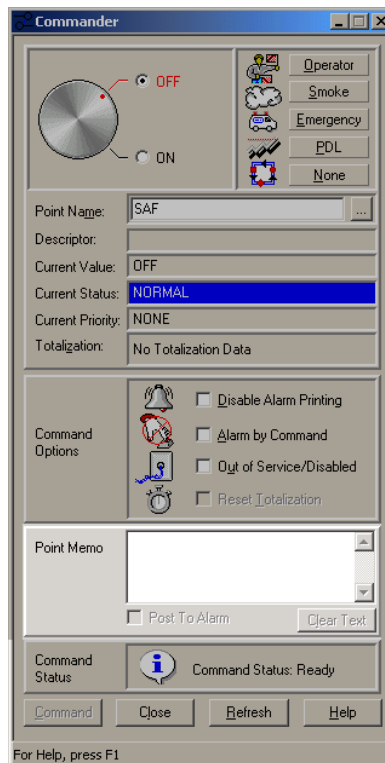 Commander
OFF
ON
Operator
Smoke
Emergency
PDL
None
Point Name: SAF ...
Descriptor:
Current Value: OFF
Current Status: NORMAL
Current Priority: NONE
Totalization: No Totalization Data
Command Options
Disable Alarm Printing
Alarm by Command
Out of Service/Disabled
Reset Totalization
Point Memo
Post To Alarm
Clear Text
Command Status
Command Status: Ready
Command Close Refresh Help
For Help, press F1